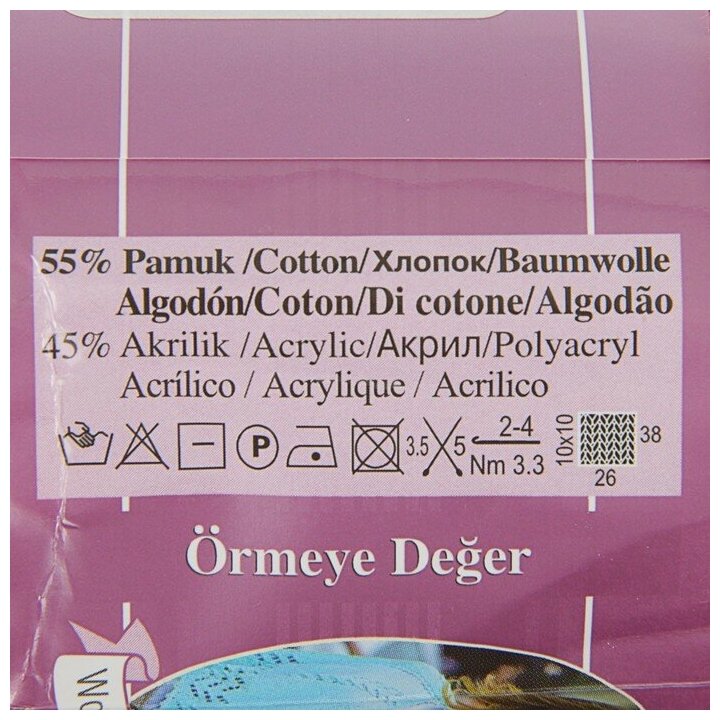 55% Pamuk /Cotton/Хлопок/Baumwolle
Algodón/Coton/Di cotone/Algodão
45% Akrilik /Acrylic/Акрил/Polyacryl
Acrílico / Acrylique / Acrilico
P 3.5 5 2-4 Nm 3.3 10x10 38 26
Örmeye Değer